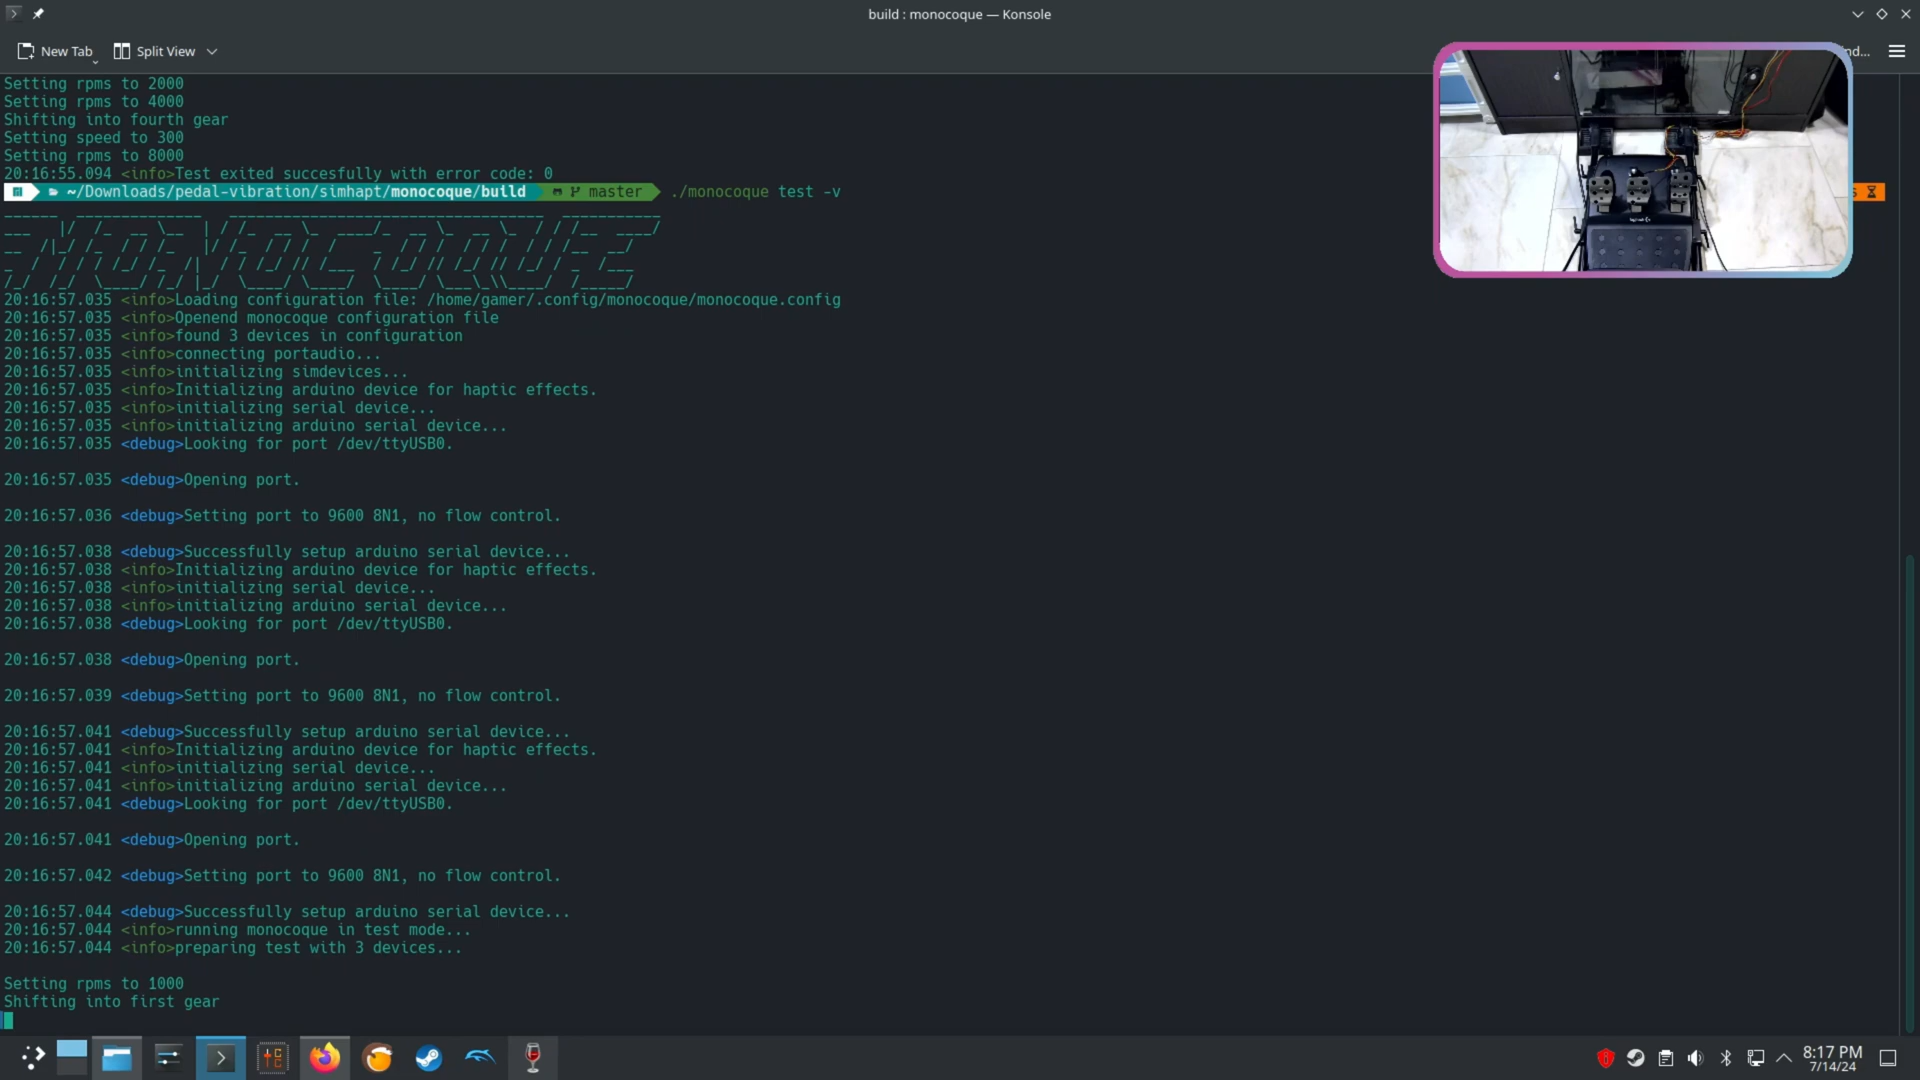 build : monocoque — Konsole
New Tab
Split View
nd...
Setting rpms to 2000
Setting rpms to 4000
Shifting into fourth gear
Setting speed to 300
Setting rpms to 8000
20:16:55.094 <info>Test exited succesfully with error code: 0
~/Downloads/pedal-vibration/simhapt/monocoque/build master ./monocoque test -v
20:16:57.035 <info>Loading configuration file: /home/gamer/.config/monocoque/monocoque.config
20:16:57.035 <info>Openend monocoque configuration file
20:16:57.035 <info>found 3 devices in configuration
20:16:57.035 <info>connecting portaudio...
20:16:57.035 <info>initializing simdevices...
20:16:57.035 <info>Initializing arduino device for haptic effects.
20:16:57.035 <info>initializing serial device...
20:16:57.035 <info>initializing arduino serial device...
20:16:57.035 <debug>Looking for port /dev/ttyUSB0.
20:16:57.035 <debug>Opening port.
20:16:57.036 <debug>Setting port to 9600 8N1, no flow control.
20:16:57.038 <debug>Successfully setup arduino serial device...
20:16:57.038 <info>Initializing arduino device for haptic effects.
20:16:57.038 <info>initializing serial device...
20:16:57.038 <info>initializing arduino serial device...
20:16:57.038 <debug>Looking for port /dev/ttyUSB0.
20:16:57.038 <debug>Opening port.
20:16:57.039 <debug>Setting port to 9600 8N1, no flow control.
20:16:57.041 <debug>Successfully setup arduino serial device...
20:16:57.041 <info>Initializing arduino device for haptic effects.
20:16:57.041 <info>initializing serial device...
20:16:57.041 <info>initializing arduino serial device...
20:16:57.041 <debug>Looking for port /dev/ttyUSB0.
20:16:57.041 <debug>Opening port.
20:16:57.042 <debug>Setting port to 9600 8N1, no flow control.
20:16:57.044 <debug>Successfully setup arduino serial device...
20:16:57.044 <info>running monocoque in test mode...
20:16:57.044 <info>preparing test with 3 devices...
Setting rpms to 1000
Shifting into first gear
8:17 PM
7/14/24